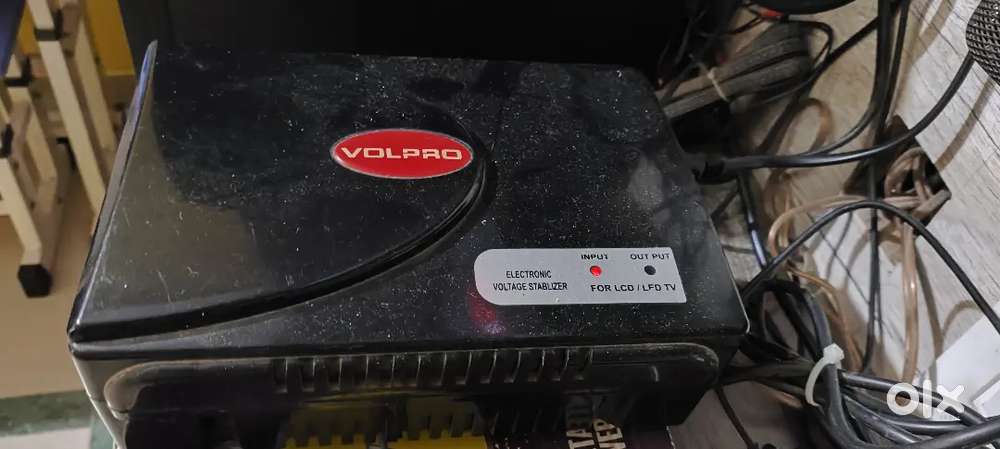 VOLPRO
INPUT OUT PUT
ELECTRONIC
VOLTAGE STABLIZER
FOR LCD / LFD TV
olx